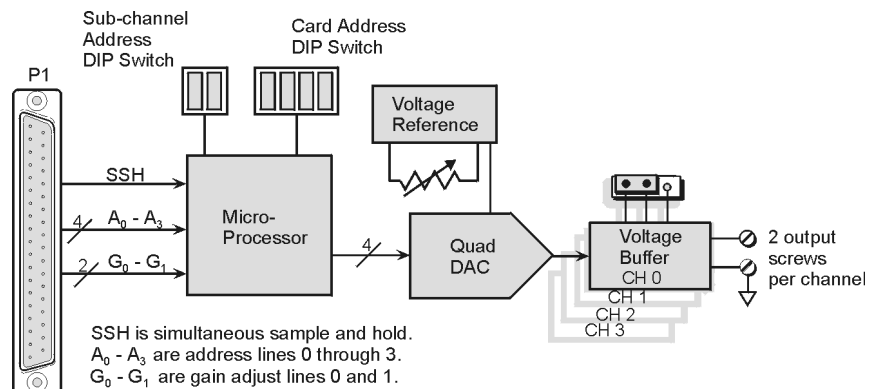 Sub-channel
Address
DIP Switch
Card Address
DIP Switch
P1
Voltage
Reference
SSH
4
A₀ - A₃
2
G₀ - G₁
Micro-
Processor
4
Quad
DAC
Voltage
Buffer
CH 0
CH 1
CH 2
CH 3
2 output
screws
per channel
SSH is simultaneous sample and hold.
A₀ - A₃ are address lines 0 through 3.
G₀ - G₁ are gain adjust lines 0 and 1.